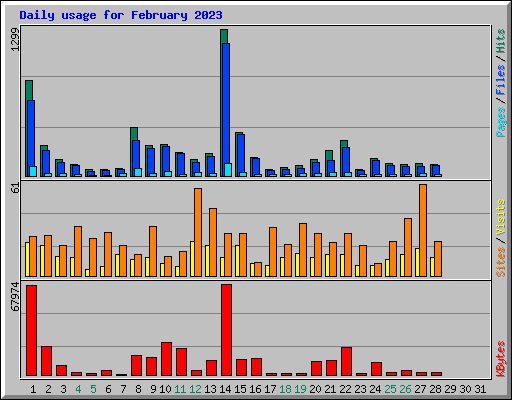 Daily usage for February 2023
1299
Pages / Files / Hits
61
Sites / Visits
67974
KBytes
1 2 3 4 5 6 7 8 9 10 11 12 13 14 15 16 17 18 19 20 21 22 23 24 25 26 27 28 29 30 31